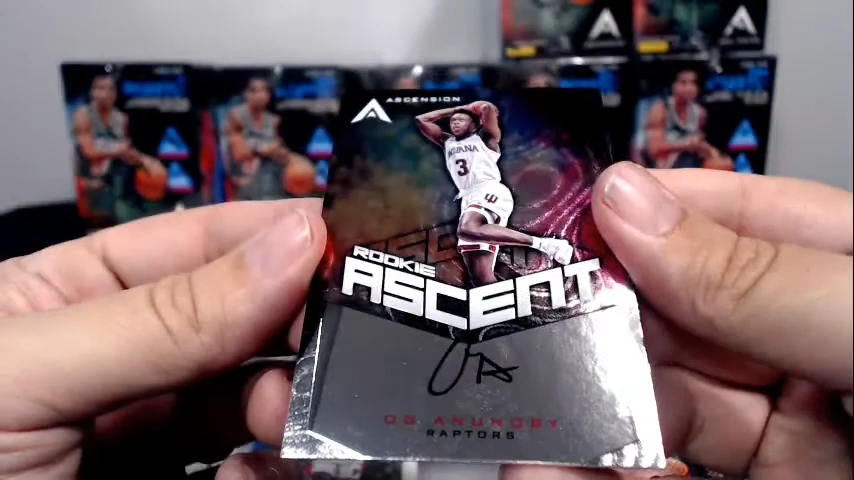 ASCENSION
INDIANA
3
ROOKIE
ASCENT
OG ANUNOBY
RAPTORS